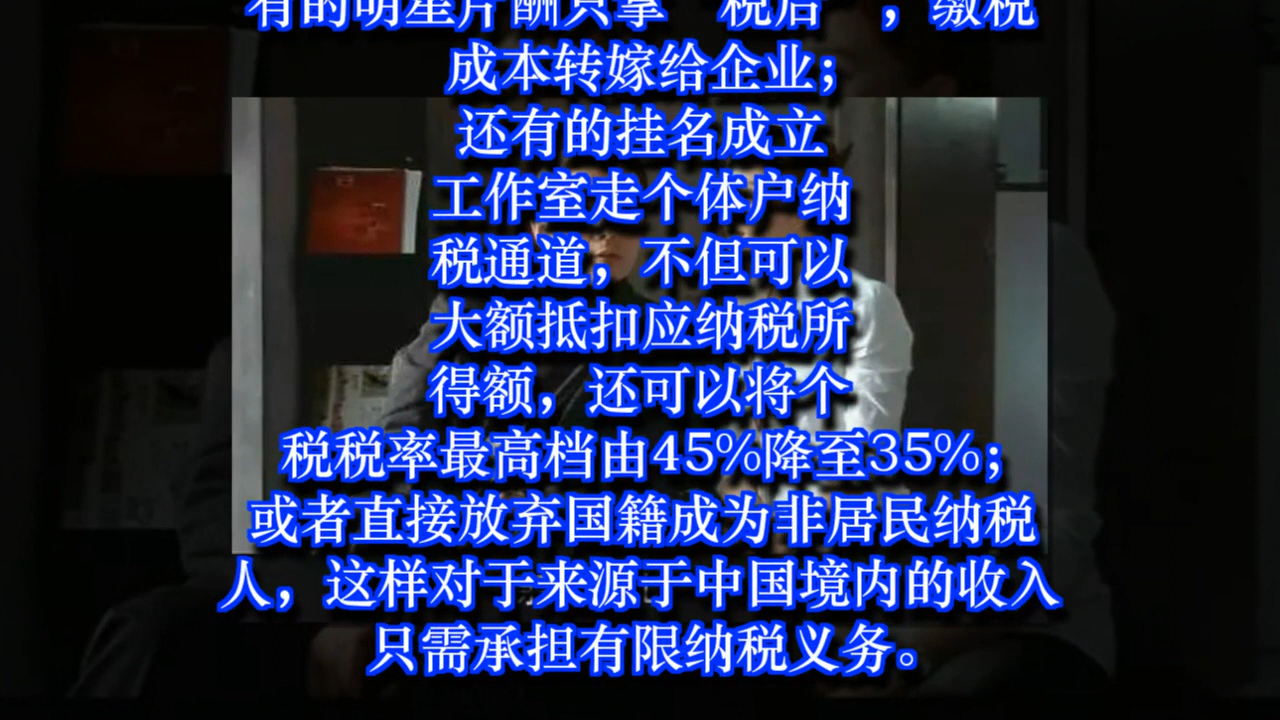 有的明星片酬只拿“税后”，缴税
成本转嫁给企业；
还有的挂名成立
工作室走个体户纳
税通道，不但可以
大额抵扣应纳税所
得额，还可以将个
税税率最高档由45%降至35%；
或者直接放弃国籍成为非居民纳税
人，这样对于来源于中国境内的收入
只需承担有限纳税义务。